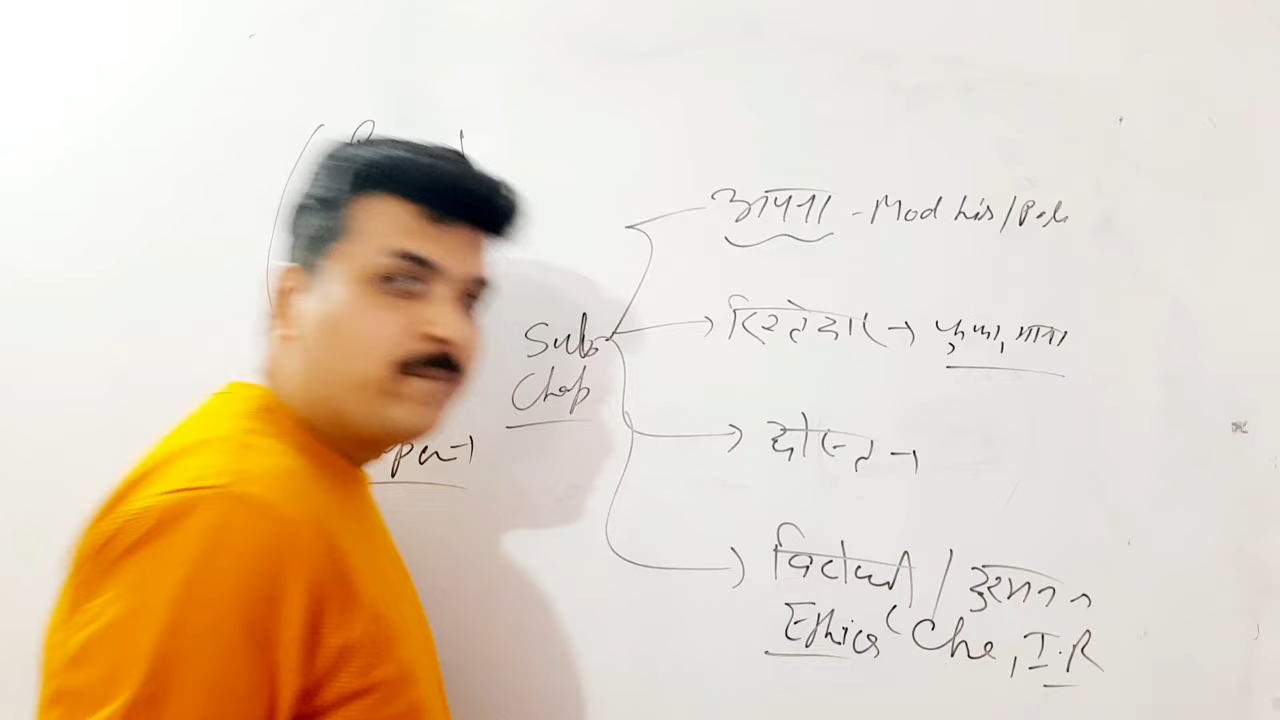 अपना - Mod his/Pol
Sub
Chap
रिश्तेदार → फूफा, मामा
दोस्त →
विरोधी / दुश्मन
Ethics Che, I.R